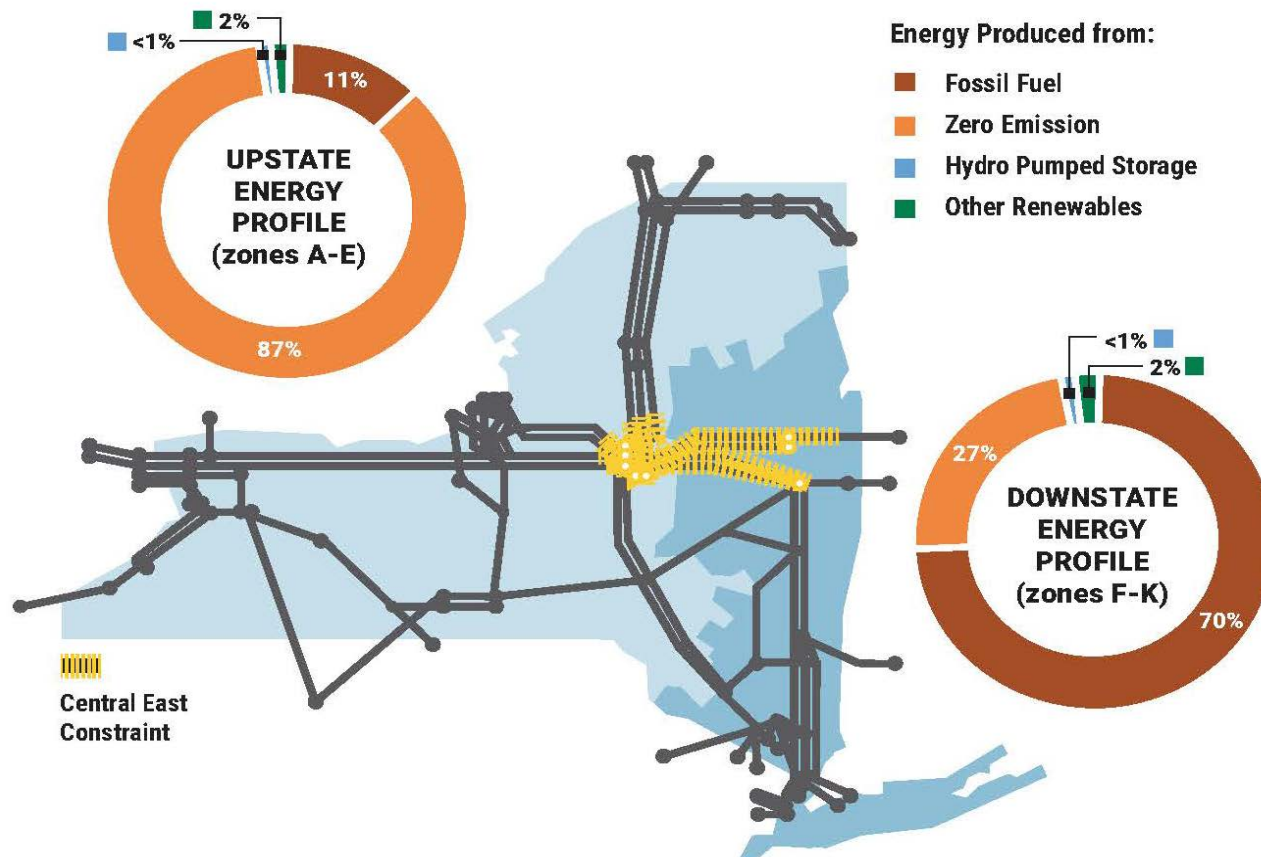 2%
<1%
11%
UPSTATE
ENERGY
PROFILE
(zones A-E)
87%
Energy Produced from:
Fossil Fuel
Zero Emission
Hydro Pumped Storage
Other Renewables
<1%
2%
27%
DOWNSTATE
ENERGY
PROFILE
(zones F-K)
70%
Central East
Constraint